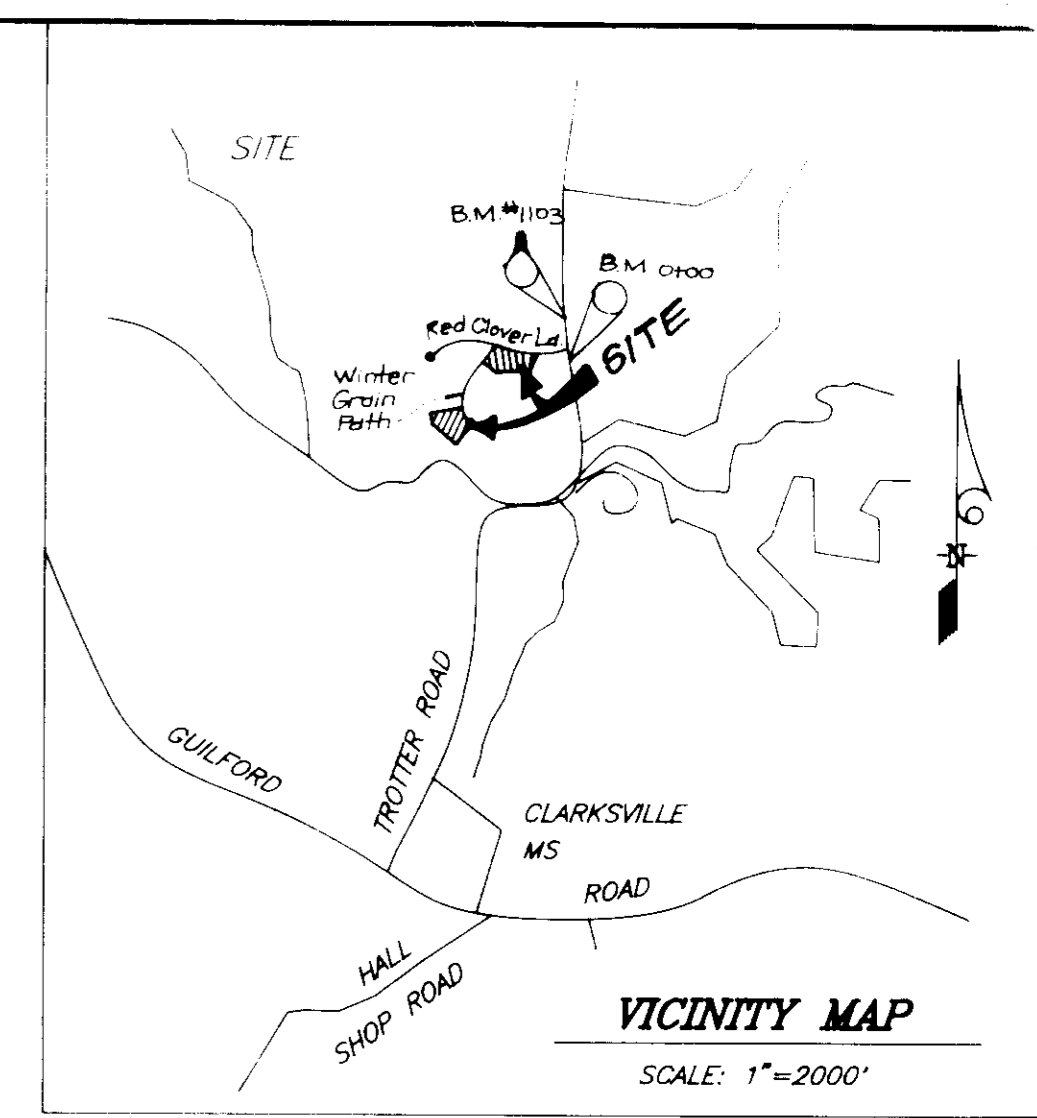 SITE
B.M.#1103
B.M 0+00
Red Clover Ld.
SITE
Winter
Grain
Path
N
GUILFORD
TROTTER ROAD
CLARKSVILLE
MS
ROAD
HALL
SHOP ROAD
VICINITY MAP
SCALE: 1"=2000'